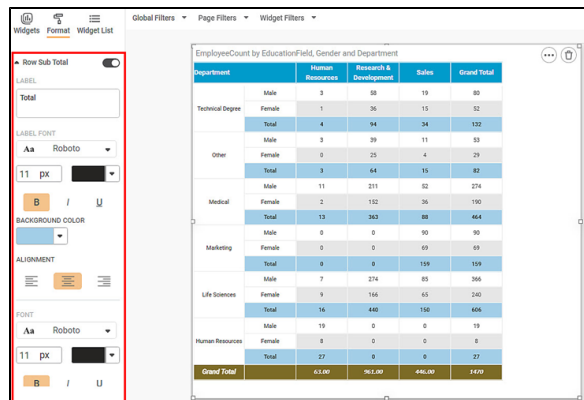 Global Filters Page Filters Widget Filters
Widgets Format Widget List
Row Sub Total
LABEL
Total
LABEL FONT
Aa Roboto
11 px
B I U
BACKGROUND COLOR
ALIGNMENT
FONT
Aa Roboto
11 px
B I U
EmployeeCount by EducationField, Gender and Department
Department Human Resources Research & Development Sales Grand Total
Technical Degree Male 3 58 19 80
Female 1 36 15 52
Total 4 94 34 132
Other Male 3 39 11 53
Female 0 25 4 29
Total 3 64 15 82
Medical Male 11 211 52 274
Female 2 152 36 190
Total 13 363 88 464
Marketing Male 0 0 90 90
Female 0 0 69 69
Total 0 0 159 159
Life Sciences Male 7 274 85 366
Female 9 166 65 240
Total 16 440 150 606
Human Resources Male 19 0 0 19
Female 8 0 0 8
Total 27 0 0 27
Grand Total 63.00 961.00 446.00 1470